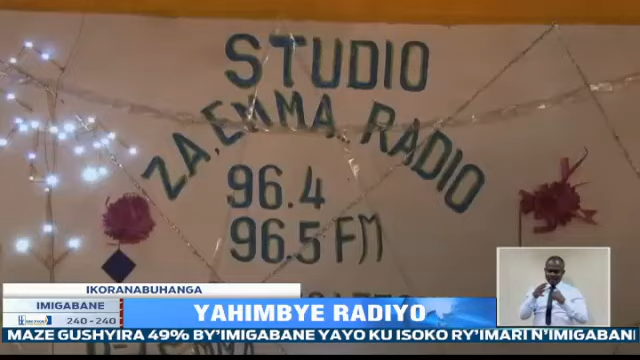 STUDIO
ZA, EMMA. RADIO
96.4
96.5 FM
IKORANABUHANGA
IMIGABANE
240 - 240
YAHIMBYE RADIYO
MAZE GUSHYIRA 49% BY'IMIGABANE YAYO KU ISOKO RY'IMARI N'IMIGABANI